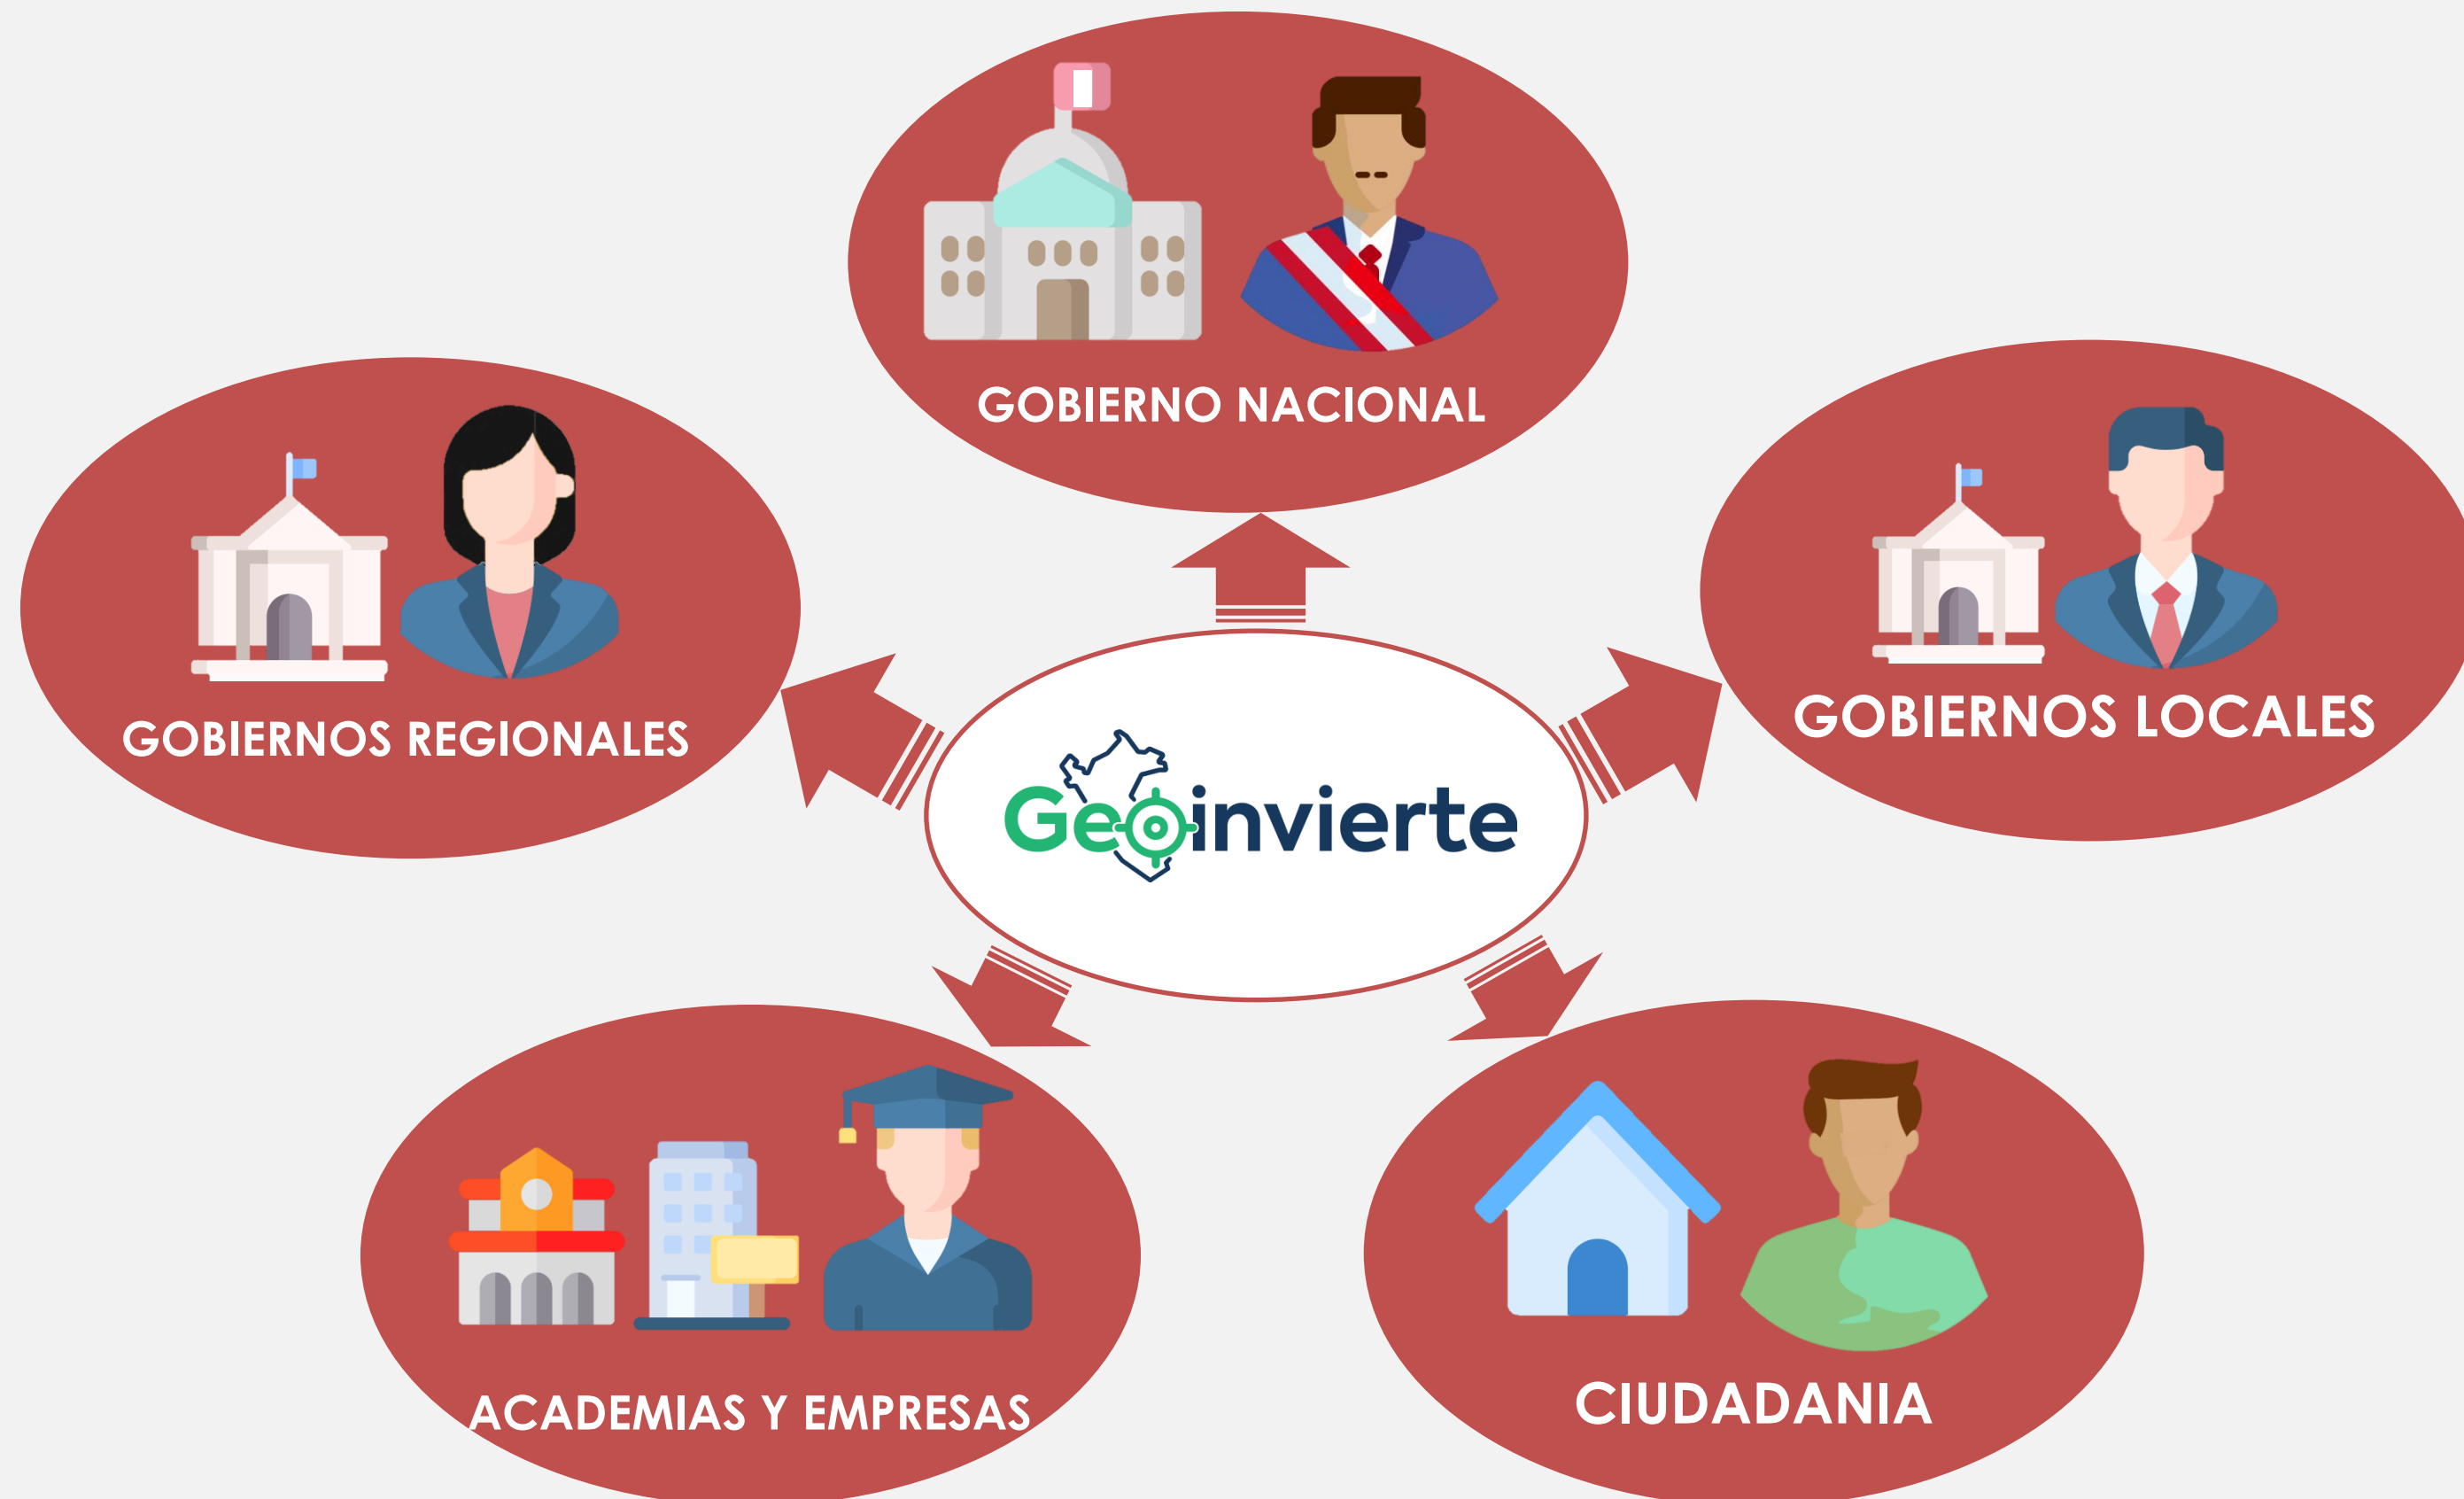 GOBIERNO NACIONAL
GOBIERNOS REGIONALES
GOBIERNOS LOCALES
Geoinvierte
ACADEMIAS Y EMPRESAS
CIUDADANIA